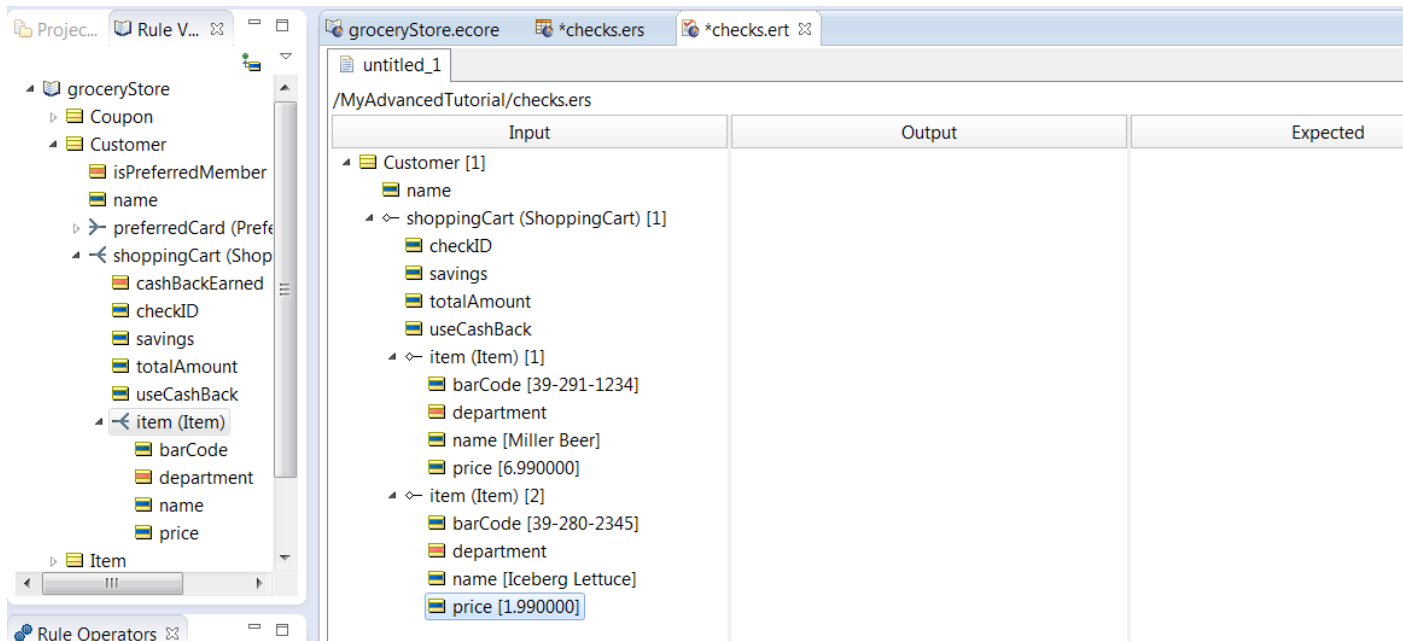 Projec... Rule V...
groceryStore
Coupon
Customer
isPreferredMember
name
preferredCard (Prefe
shoppingCart (Shop
cashBackEarned
checkID
savings
totalAmount
useCashBack
item (Item)
barCode
department
name
price
Item
Rule Operators
groceryStore.ecore *checks.ers *checks.ert
untitled_1
/MyAdvancedTutorial/checks.ers
Input Output Expected
Customer [1]
name
shoppingCart (ShoppingCart) [1]
checkID
savings
totalAmount
useCashBack
item (Item) [1]
barCode [39-291-1234]
department
name [Miller Beer]
price [6.990000]
item (Item) [2]
barCode [39-280-2345]
department
name [Iceberg Lettuce]
price [1.990000]